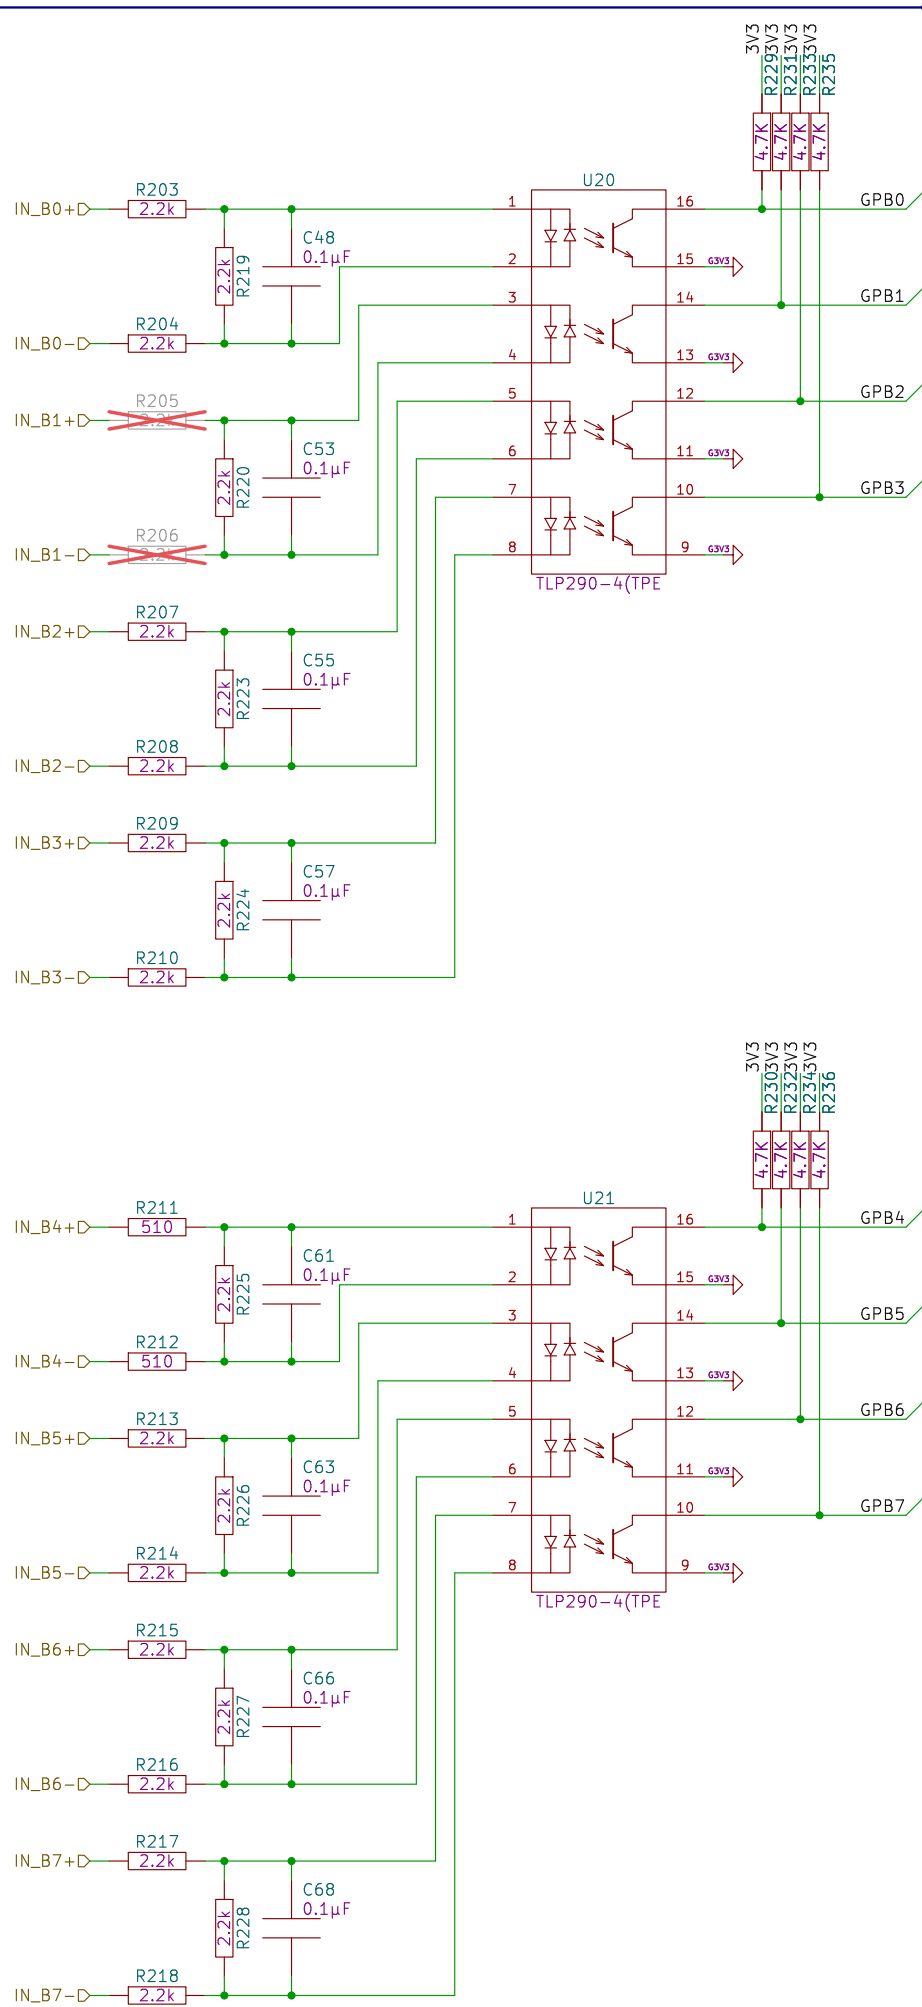 3V3 3V3 3V3 3V3
R229 R231 R233 R235
4.7K 4.7K 4.7K 4.7K
U20
R203
IN_B0+ 2.2k 1 16 GPB0
C48
0.1µF
2.2k R219
2 15 G3V3
3 14 GPB1
R204
IN_B0- 2.2k
4 13 G3V3
R205
IN_B1+
5 12 GPB2
C53
0.1µF
2.2k R220
6 11 G3V3
7 10 GPB3
R206
IN_B1-
8 9 G3V3
TLP290-4(TPE
R207
IN_B2+ 2.2k
C55
0.1µF
2.2k R223
R208
IN_B2- 2.2k
R209
IN_B3+ 2.2k
C57
0.1µF
2.2k R224
R210
IN_B3- 2.2k
3V3 3V3 3V3 3V3
R230 R232 R234 R236
4.7K 4.7K 4.7K 4.7K
U21
R211
IN_B4+ 510 1 16 GPB4
C61
0.1µF
2.2k R225
2 15 G3V3
3 14 GPB5
R212
IN_B4- 510
4 13 G3V3
R213
IN_B5+ 2.2k
5 12 GPB6
C63
0.1µF
2.2k R226
6 11 G3V3
7 10 GPB7
R214
IN_B5- 2.2k
8 9 G3V3
TLP290-4(TPE
R215
IN_B6+ 2.2k
C66
0.1µF
2.2k R227
R216
IN_B6- 2.2k
R217
IN_B7+ 2.2k
C68
0.1µF
2.2k R228
R218
IN_B7- 2.2k